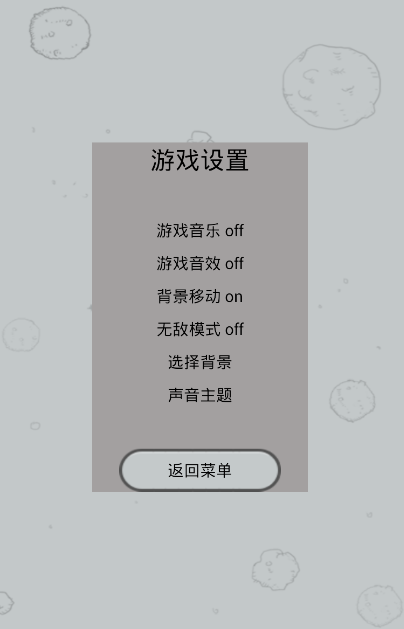 游戏设置
游戏音乐 off
游戏音效 off
背景移动 on
无敌模式 off
选择背景
声音主题
返回菜单